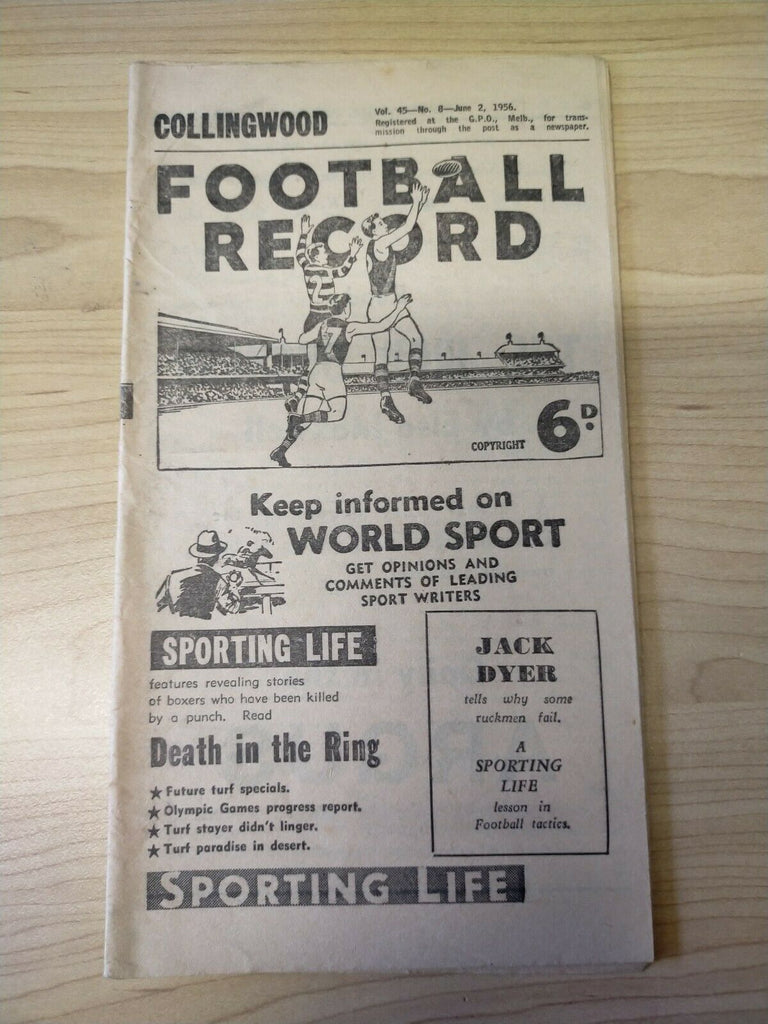 COLLINGWOOD
Vol. 45—No. 8—June 2, 1956.
Registered at the G.P.O., Melb., for trans-
mission through the post as a newspaper.
FOOTBALL
RECORD
2
7
COPYRIGHT
6D.
Keep informed on
WORLD SPORT
GET OPINIONS AND
COMMENTS OF LEADING
SPORT WRITERS
SPORTING LIFE
features revealing stories
of boxers who have been killed
by a punch. Read
Death in the Ring
★ Future turf specials.
★ Olympic Games progress report.
★ Turf stayer didn't linger.
★ Turf paradise in desert.
JACK
DYER
tells why some
ruckmen fail.
A
SPORTING
LIFE
lesson in
Football tactics.
SPORTING LIFE